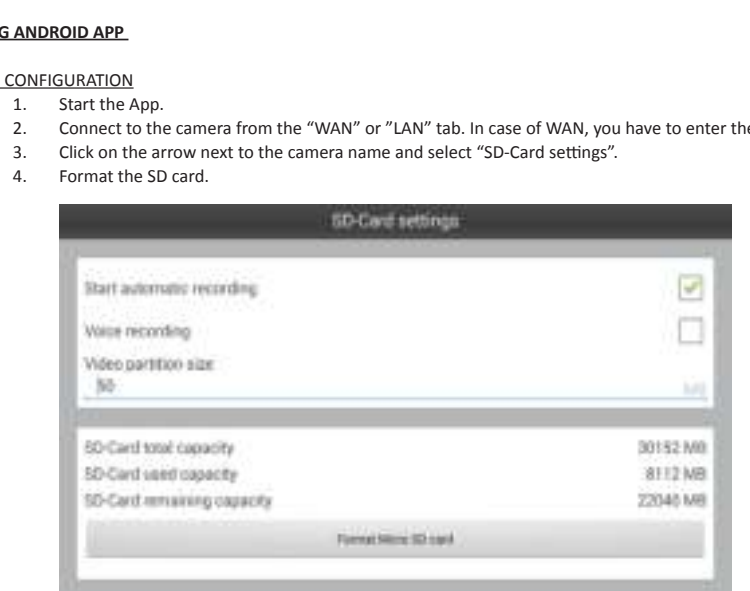 G ANDROID APP
CONFIGURATION
1. Start the App.
2. Connect to the camera from the “WAN” or ”LAN” tab. In case of WAN, you have to enter the
3. Click on the arrow next to the camera name and select “SD-Card settings”.
4. Format the SD card.
SD-Card settings
Start automatic recording
Voice recording
Video partition size
50
MB
SD-Card total capacity 30152 MB
SD-Card used capacity 8112 MB
SD-Card remaining capacity 22040 MB
Format Micro SD card